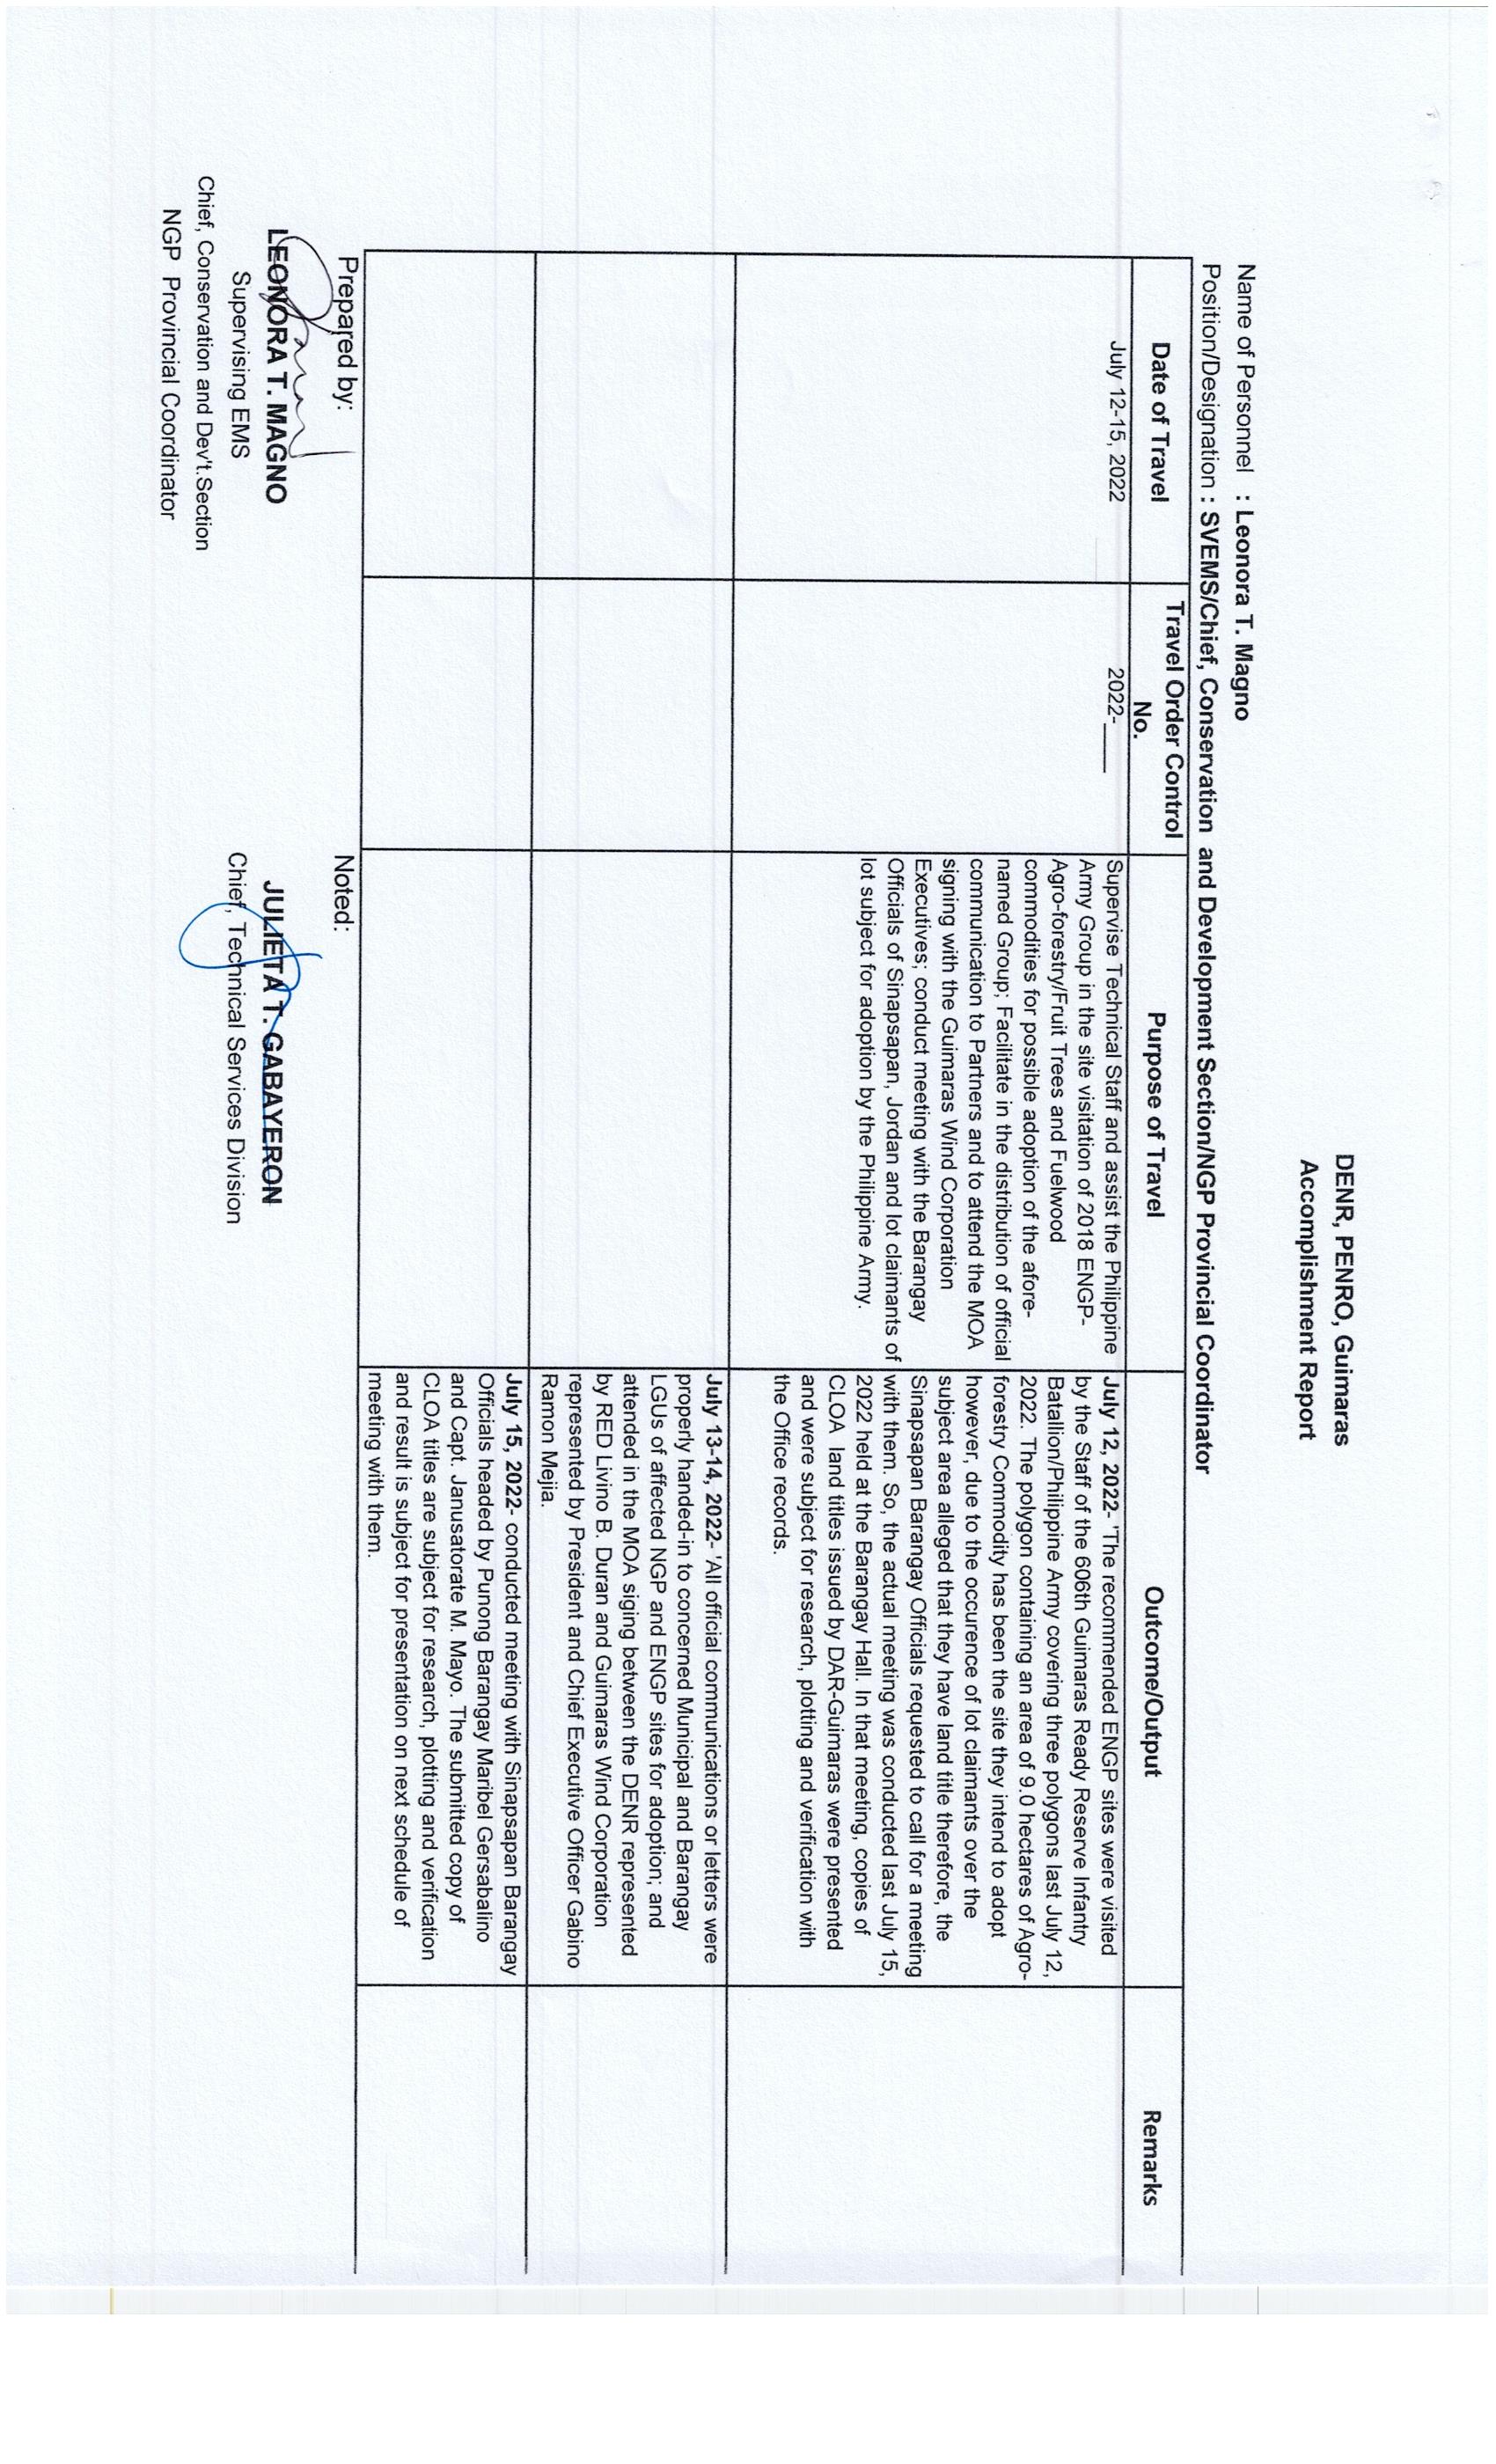 DENR, PENRO, Guimaras
Accomplishment Report
Name of Personnel : Leonora T. Magno
Position/Designation : SVEMS/Chief, Conservation and Development Section/NGP Provincial Coordinator
Date of Travel
Travel Order Control
No.
Purpose of Travel
Outcome/Output
Remarks
July 12-15, 2022
2022-____
Supervise Technical Staff and assist the Philippine
Army Group in the site visitation of 2018 ENGP-
Agro-forestry/Fruit Trees and Fuelwood
commodities for possible adoption of the afore-
named Group; Facilitate in the distribution of official
communication to Partners and to attend the MOA
signing with the Guimaras Wind Corporation
Executives; conduct meeting with the Barangay
Officials of Sinapsapan, Jordan and lot claimants of
lot subject for adoption by the Philippine Army.
July 12, 2022- 'The recommended ENGP sites were visited
by the Staff of the 606th Guimaras Ready Reserve Infantry
Batallion/Philippine Army covering three polygons last July 12,
2022. The polygon containing an area of 9.0 hectares of Agro-
forestry Commodity has been the site they intend to adopt
however, due to the occurence of lot claimants over the
subject area alleged that they have land title therefore, the
Sinapsapan Barangay Officials requested to call for a meeting
with them. So, the actual meeting was conducted last July 15,
2022 held at the Barangay Hall. In that meeting, copies of
CLOA land titles issued by DAR-Guimaras were presented
and were subject for research, plotting and verification with
the Office records.
July 13-14, 2022- 'All official communications or letters were
properly handed-in to concerned Municipal and Barangay
LGUs of affected NGP and ENGP sites for adoption; and
attended in the MOA siging between the DENR represented
by RED Livino B. Duran and Guimaras Wind Corporation
represented by President and Chief Executive Officer Gabino
Ramon Mejia.
July 15, 2022- conducted meeting with Sinapsapan Barangay
Officials headed by Punong Barangay Maribel Gersabalino
and Capt. Janusatorate M. Mayo. The submitted copy of
CLOA titles are subject for research, plotting and verification
and result is subject for presentation on next schedule of
meeting with them.
Prepared by:
LEONORA T. MAGNO
Supervising EMS
Chief, Conservation and Dev't.Section
NGP Provincial Coordinator
Noted:
JULIETA T. GABAYERON
Chief, Technical Services Division